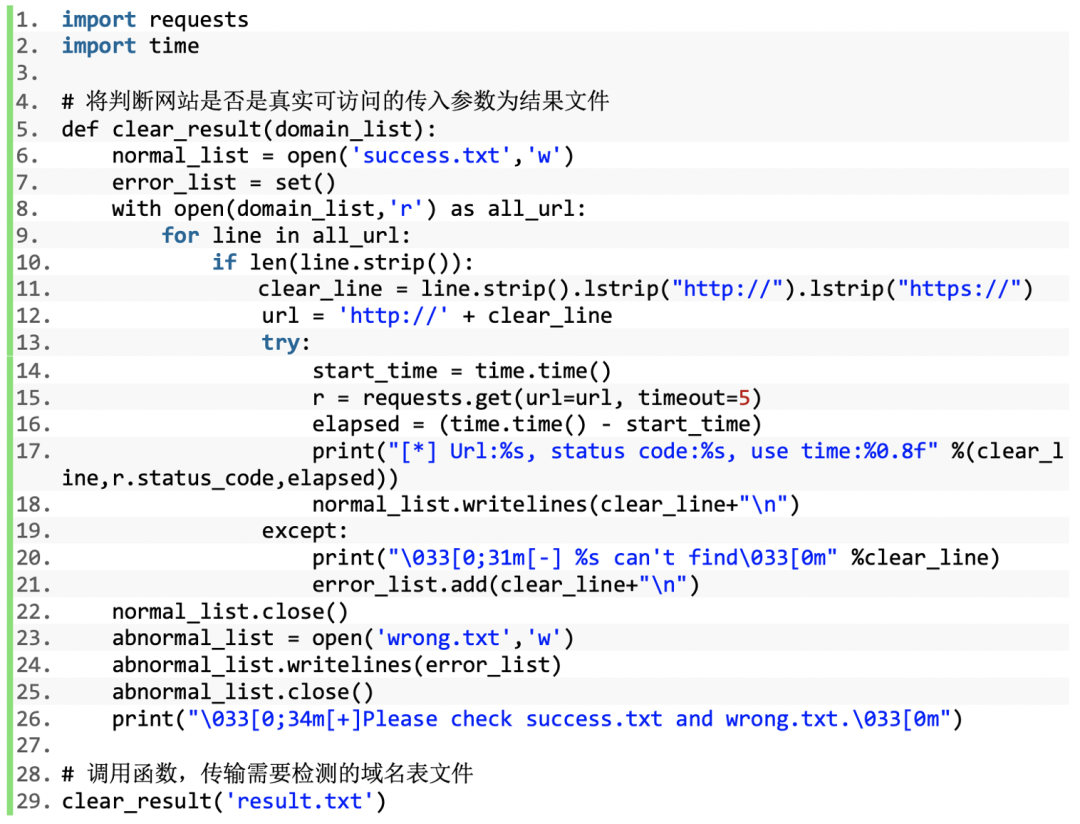 1. import requests
2. import time
3.
4. # 将判断网站是否是真实可访问的传入参数为结果文件
5. def clear_result(domain_list):
6.     normal_list = open('success.txt','w')
7.     error_list = set()
8.     with open(domain_list,'r') as all_url:
9.         for line in all_url:
10.             if len(line.strip()):
11.                 clear_line = line.strip().lstrip("http://").lstrip("https://")
12.                 url = 'http://' + clear_line
13.                 try:
14.                     start_time = time.time()
15.                     r = requests.get(url=url, timeout=5)
16.                     elapsed = (time.time() - start_time)
17.                     print("[*] Url:%s, status code:%s, use time:%0.8f" %(clear_l
ine,r.status_code,elapsed))
18.                     normal_list.writelines(clear_line+"\n")
19.                 except:
20.                     print("\033[0;31m[-] %s can't find\033[0m" %clear_line)
21.                     error_list.add(clear_line+"\n")
22.     normal_list.close()
23.     abnormal_list = open('wrong.txt','w')
24.     abnormal_list.writelines(error_list)
25.     abnormal_list.close()
26.     print("\033[0;34m[+]Please check success.txt and wrong.txt.\033[0m")
27.
28. # 调用函数，传输需要检测的域名表文件
29. clear_result('result.txt')